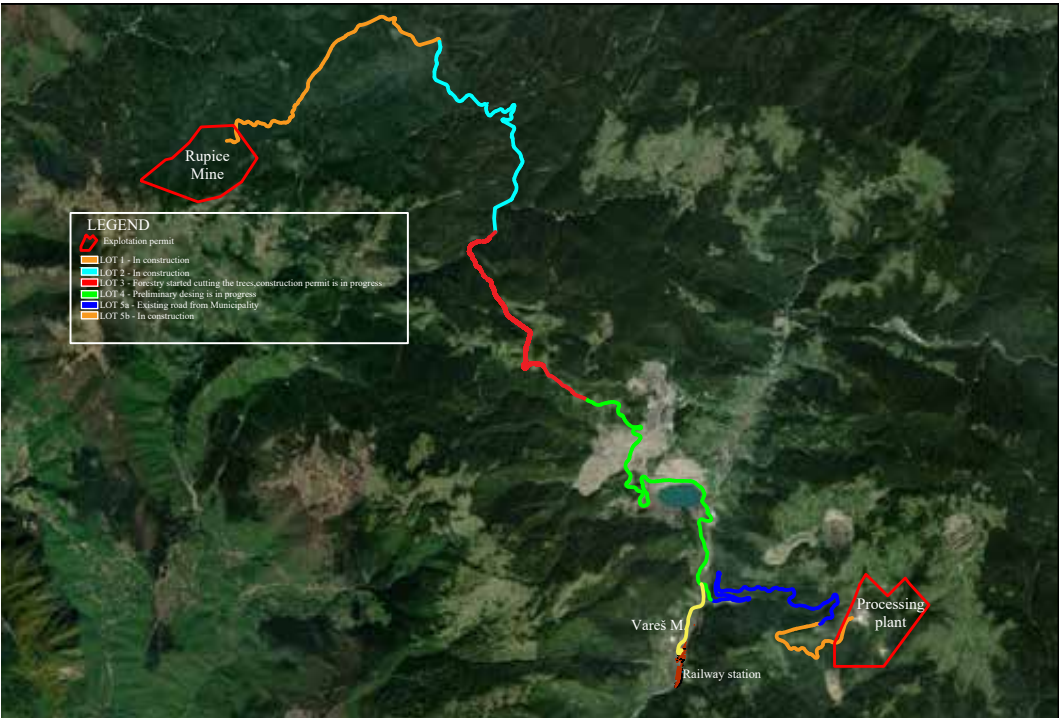 Rupice
Mine
LEGEND
Explotation permit
LOT 1 - In construction
LOT 2 - In construction
LOT 3 - Forestry started cutting the trees,construction permit is in progress
LOT 4 - Preliminary desing is in progress
LOT 5a - Existing road from Municipality
LOT 5b - In construction
Processing
plant
Vareš M.
Railway station